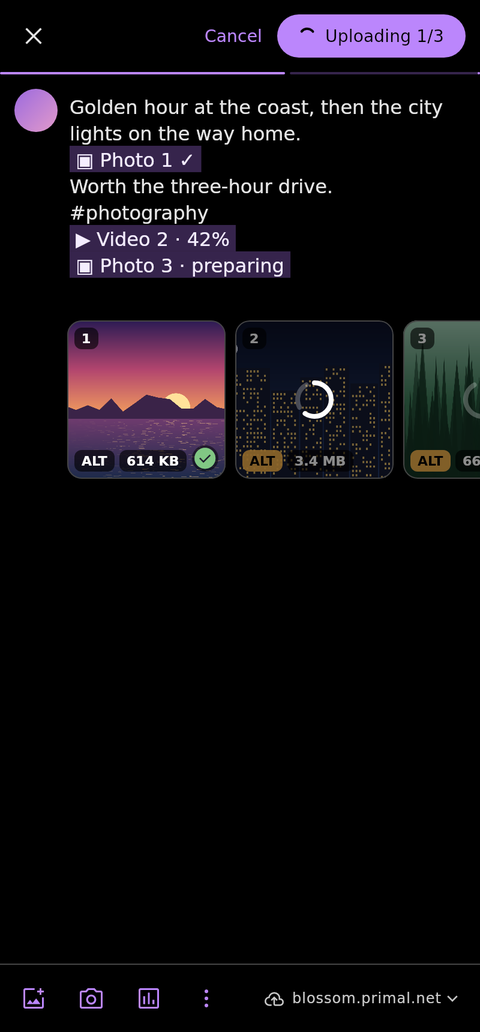 Cancel
Uploading 1/3
Golden hour at the coast, then the city
lights on the way home.
Photo 1 ✓
Worth the three-hour drive.
#photography
▶ Video 2 · 42%
Photo 3 · preparing
1
2
3
ALT
614 KB
ALT
3.4 MB
ALT
66
blossom.primal.net